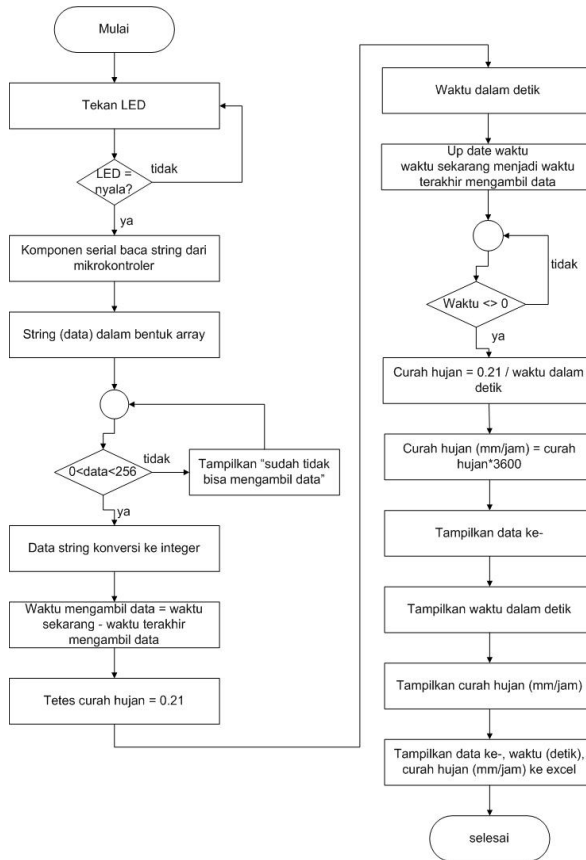 Mulai
Tekan LED
tidak
LED =
nyala?
ya
Komponen serial baca string dari
mikrokontroler
String (data) dalam bentuk array
tidak
0<data<256
Tampilkan “sudah tidak
bisa mengambil data”
ya
Data string konversi ke integer
Waktu mengambil data = waktu
sekarang - waktu terakhir
mengambil data
Tetes curah hujan = 0.21
Waktu dalam detik
Up date waktu
waktu sekarang menjadi waktu
terakhir mengambil data
tidak
Waktu <> 0
ya
Curah hujan = 0.21 / waktu dalam
detik
Curah hujan (mm/jam) = curah
hujan*3600
Tampilkan data ke-
Tampilkan waktu dalam detik
Tampilkan curah hujan (mm/jam)
Tampilkan data ke-, waktu (detik),
curah hujan (mm/jam) ke excel
selesai